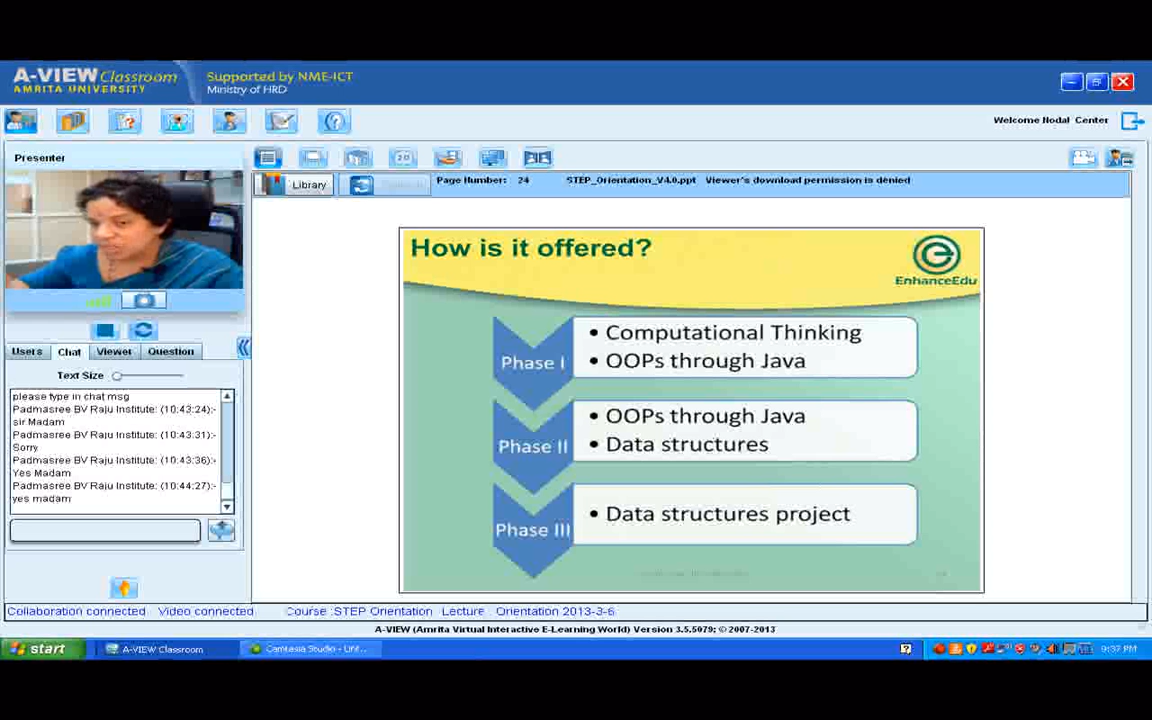 A-VIEW Classroom
AMRITA UNIVERSITY
Supported by NME-ICT
Ministry of HRD
Welcome Nodal Center
Presenter
Library
Page Number: 24 STEP_Orientation_V4.0.ppt Viewer's download permission is denied
How is it offered?
EnhanceEdu
Phase I
• Computational Thinking
• OOPs through Java
Phase II
• OOPs through Java
• Data structures
Phase III
• Data structures project
Users Chat Viewer Question
Text Size
please type in chat msg
Padmasree BV Raju Institute: (10:43:24):-
sir Madam
Padmasree BV Raju Institute: (10:43:31):-
Sorry
Padmasree BV Raju Institute: (10:43:36):-
Yes Madam
Padmasree BV Raju Institute: (10:44:27):-
yes madam
Collaboration connected Video connected Course :STEP Orientation Lecture : Orientation 2013-3-6
A-VIEW (Amrita Virtual Interactive E-Learning World) Version 3.5.5079; © 2007-2013
start
A-VIEW Classroom
Camtasia Studio - Unt...
9:37 PM